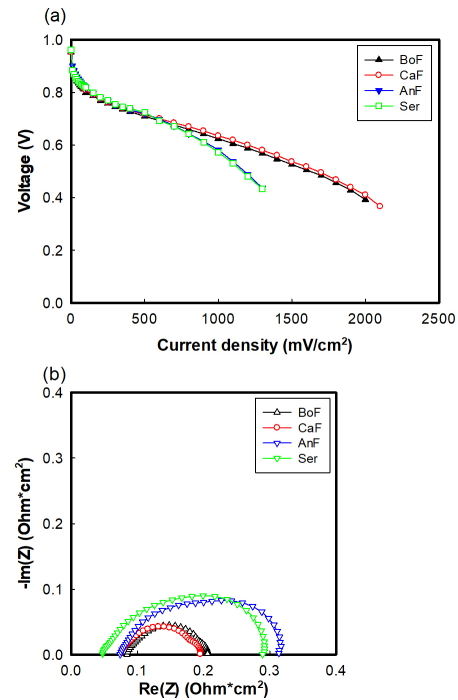 (a)
1.0
0.8
0.6
0.4
0.2
0.0
Voltage (V)
BoF
CaF
AnF
Ser
0 500 1000 1500 2000 2500
Current density (mV/cm²)
(b)
0.4
0.3
0.2
0.1
0.0
-Im(Z) (Ohm*cm²)
BoF
CaF
AnF
Ser
0.0 0.1 0.2 0.3 0.4
Re(Z) (Ohm*cm²)